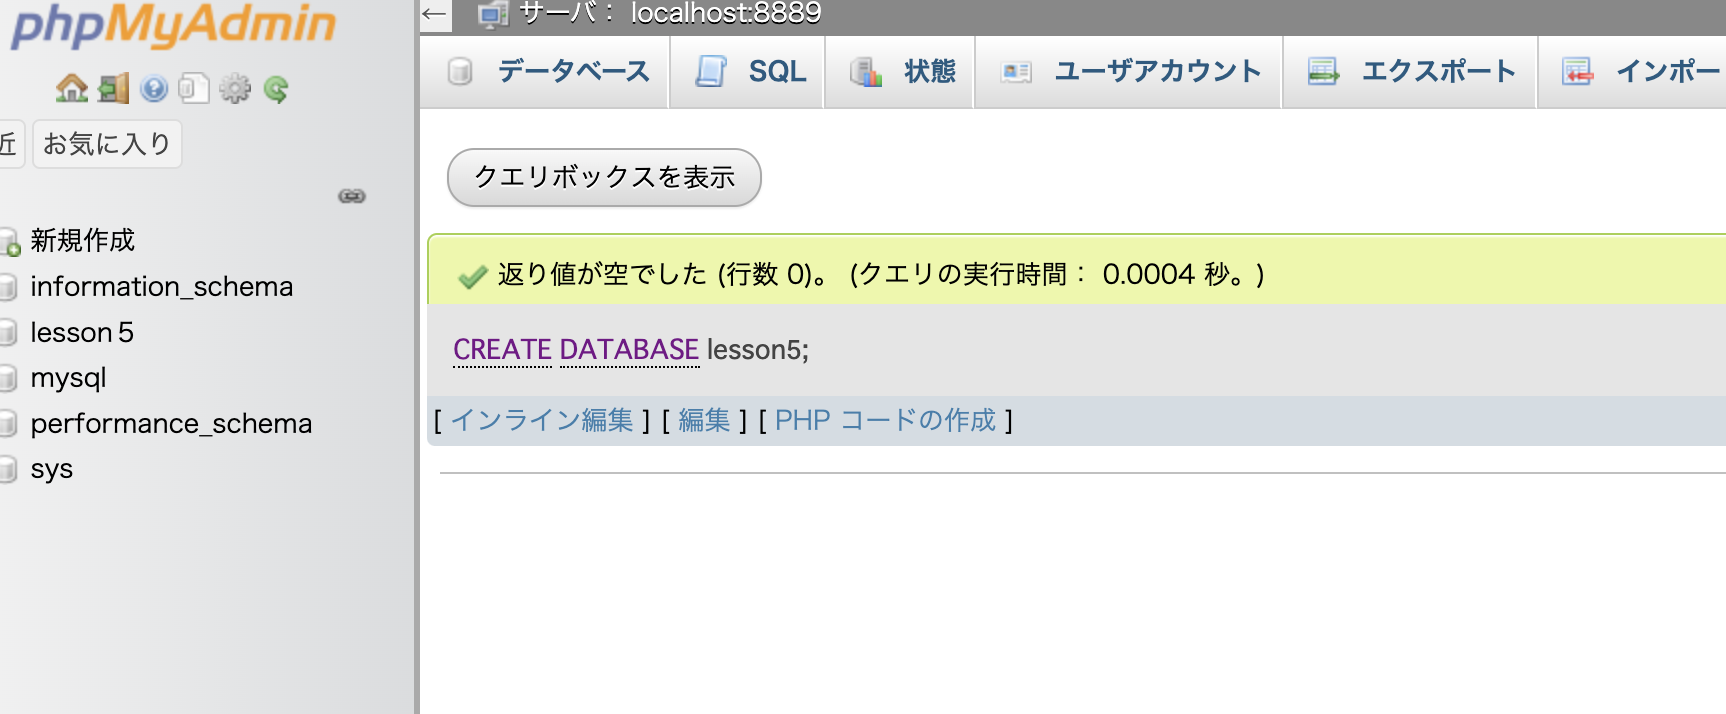 phpMyAdmin
近
お気に入り
新規作成
information_schema
lesson５
mysql
performance_schema
sys
← サーバ： localhost:8889
データベース SQL 状態 ユーザアカウント エクスポート インポー
クエリボックスを表示
返り値が空でした (行数 0)。 (クエリの実行時間： 0.0004 秒。)
CREATE DATABASE lesson5;
[ インライン編集 ] [ 編集 ] [ PHP コードの作成 ]